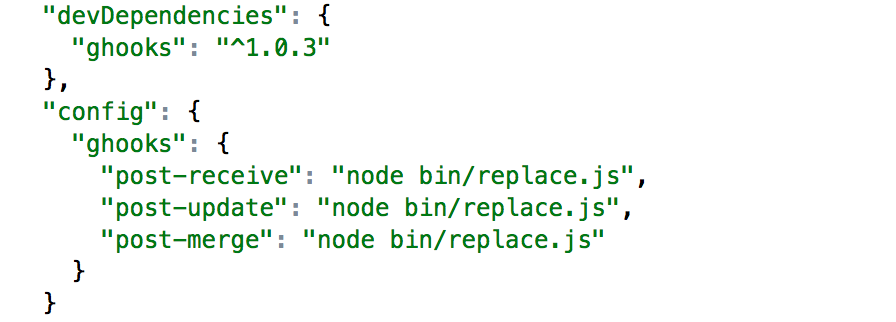 "devDependencies": {
"ghooks": "^1.0.3"
},
"config": {
"ghooks": {
"post-receive": "node bin/replace.js",
"post-update": "node bin/replace.js",
"post-merge": "node bin/replace.js"
}
}